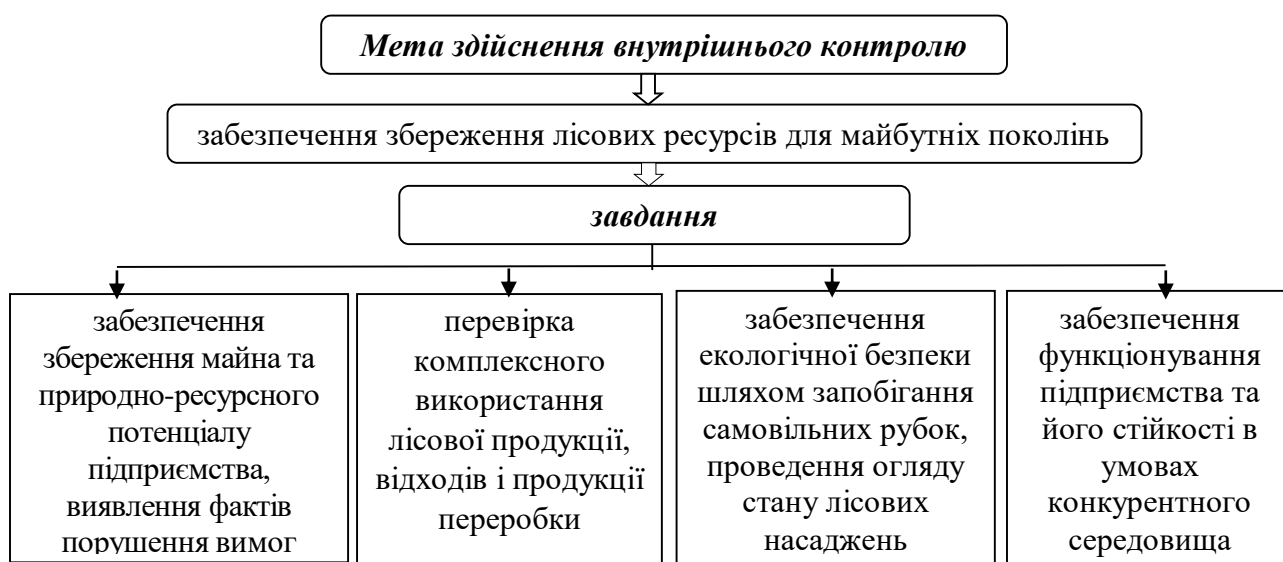 Мета здійснення внутрішнього контролю
забезпечення збереження лісових ресурсів для майбутніх поколінь
завдання
забезпечення
збереження майна та
природно-ресурсного
потенціалу
підприємства,
виявлення фактів
порушення вимог
перевірка
комплексного
використання
лісової продукції,
відходів і продукції
переробки
забезпечення
екологічної безпеки
шляхом запобігання
самовільних рубок,
проведення огляду
стану лісових
насаджень
забезпечення
функціонування
підприємства та
його стійкості в
умовах
конкурентного
середовища